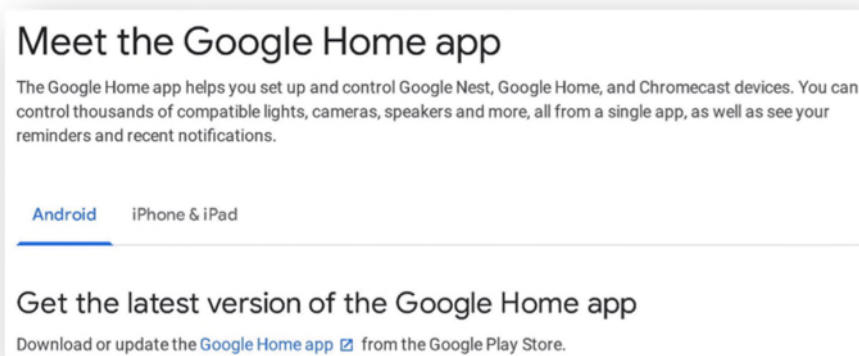 Meet the Google Home app
The Google Home app helps you set up and control Google Nest, Google Home, and Chromecast devices. You can
control thousands of compatible lights, cameras, speakers and more, all from a single app, as well as see your
reminders and recent notifications.
Android iPhone & iPad
Get the latest version of the Google Home app
Download or update the Google Home app from the Google Play Store.